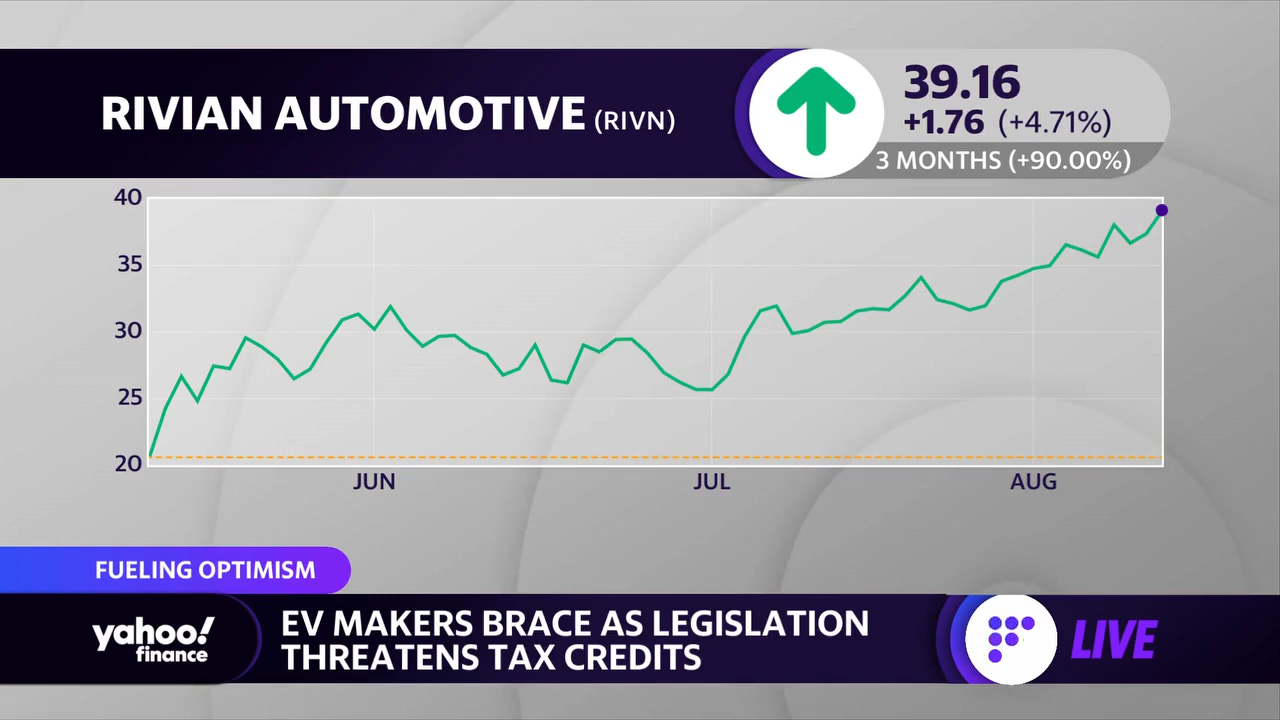 RIVIAN AUTOMOTIVE (RIVN)
39.16
+1.76 (+4.71%)
3 MONTHS (+90.00%)
40
35
30
25
20
JUN JUL AUG
FUELING OPTIMISM
yahoo!
finance
EV MAKERS BRACE AS LEGISLATION
THREATENS TAX CREDITS
LIVE